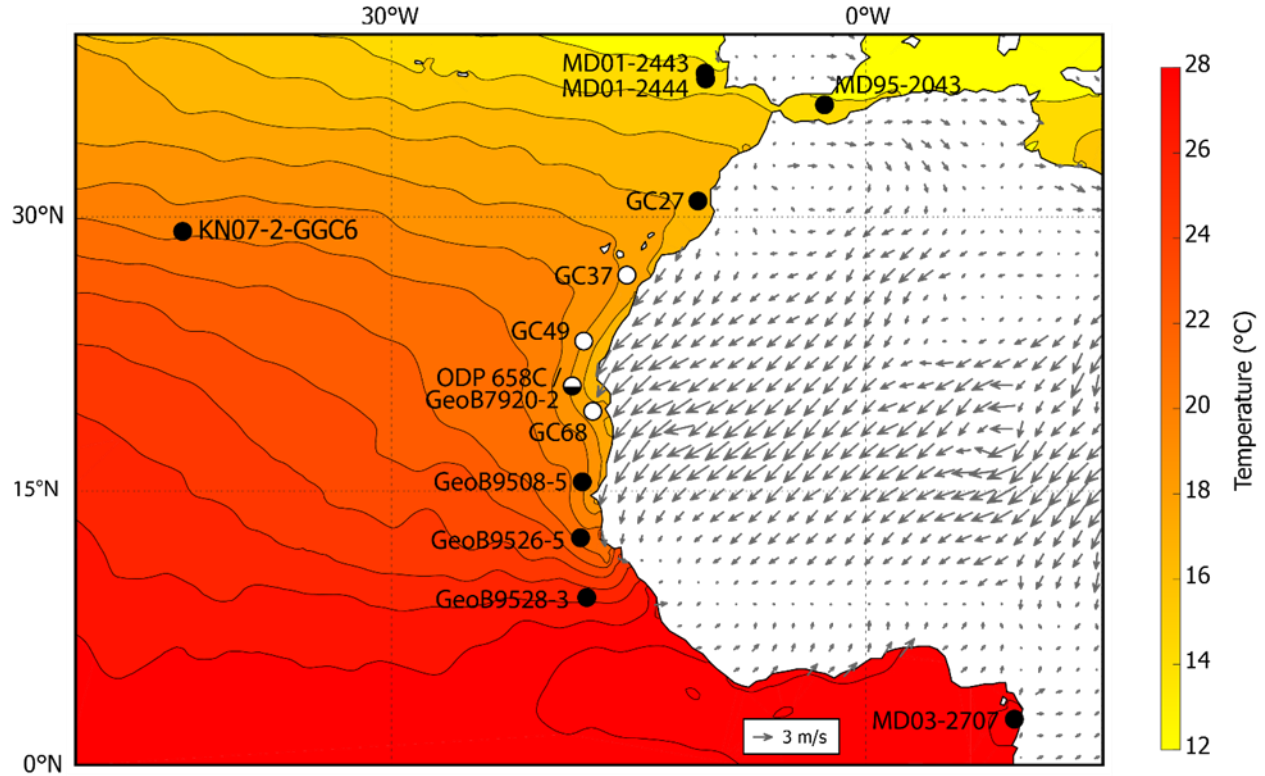 30°W 0°W
MD01-2443
MD01-2444
MD95-2043
GC27
30°N
KN07-2-GGC6
GC37
GC49
ODP 658C /
GeoB7920-2
GC68
GeoB9508-5
15°N
GeoB9526-5
GeoB9528-3
MD03-2707
3 m/s
0°N
28
26
24
22
20
18
16
14
12
Temperature (°C)